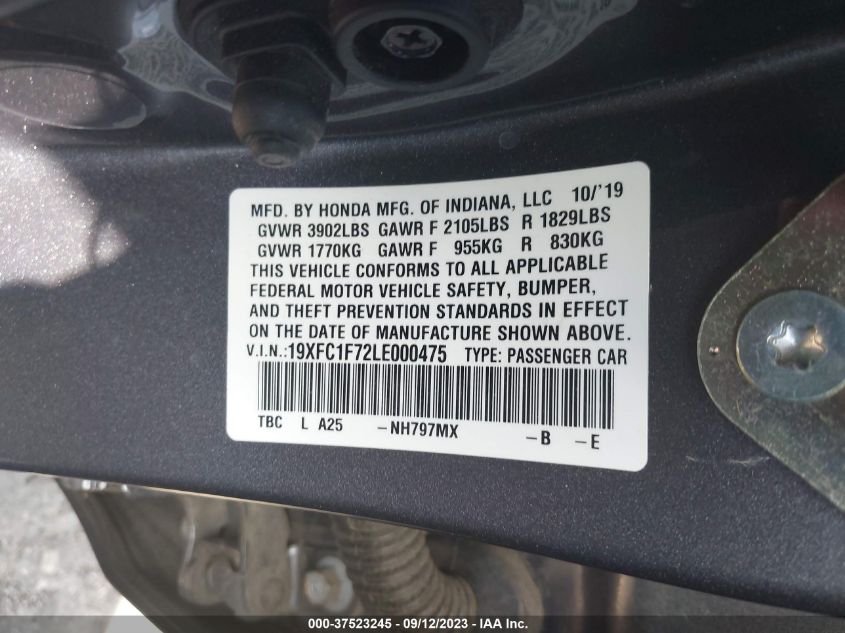 MFD. BY HONDA MFG. OF INDIANA, LLC 10/'19
GVWR 3902LBS GAWR F 2105LBS R 1829LBS
GVWR 1770KG GAWR F 955KG R 830KG
THIS VEHICLE CONFORMS TO ALL APPLICABLE
FEDERAL MOTOR VEHICLE SAFETY, BUMPER,
AND THEFT PREVENTION STANDARDS IN EFFECT
ON THE DATE OF MANUFACTURE SHOWN ABOVE.
V.I.N.:19XFC1F72LE000475 TYPE: PASSENGER CAR
TBC L A25 -NH797MX -B -E
000-37523245 - 09/12/2023 - IAA Inc.